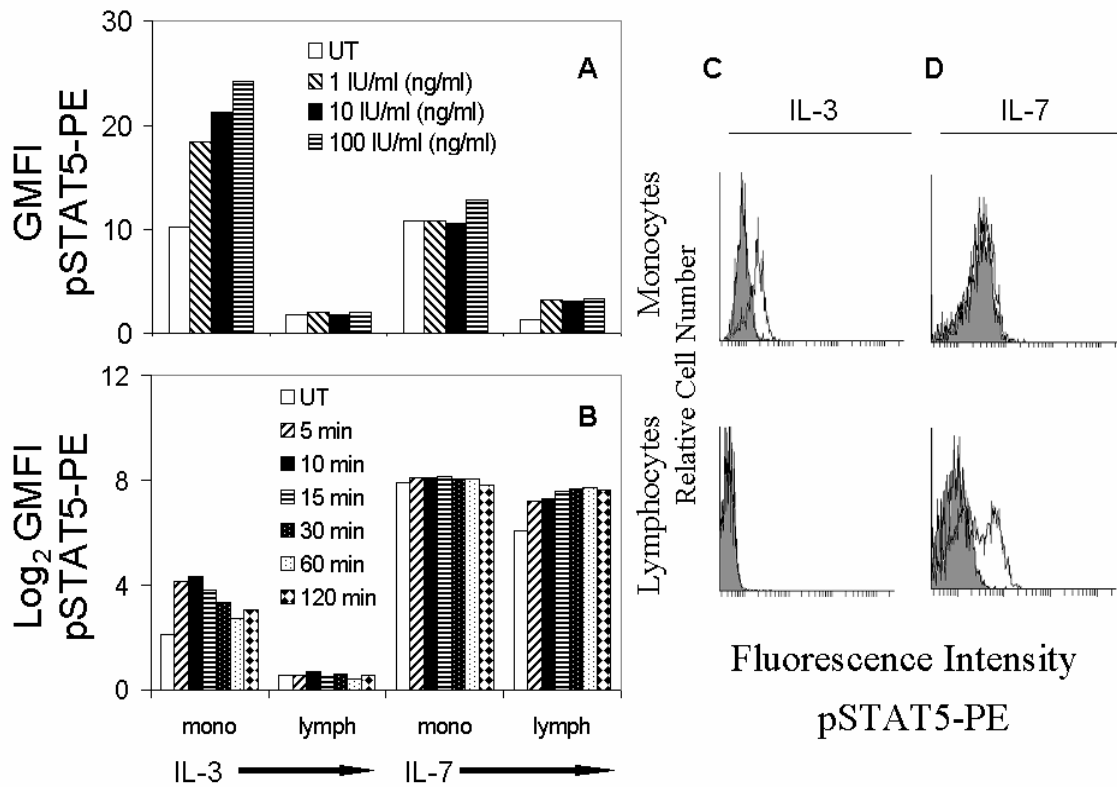 30
20
10
0
GMFI
pSTAT5-PE
A
UT
1 IU/ml (ng/ml)
10 IU/ml (ng/ml)
100 IU/ml (ng/ml)
12
8
4
0
Log2 GMFI
pSTAT5-PE
B
UT
5 min
10 min
15 min
30 min
60 min
120 min
mono
lymph
mono
lymph
IL-3
IL-7
C
D
IL-3
IL-7
Monocytes
Lymphocytes
Relative Cell Number
Fluorescence Intensity
pSTAT5-PE